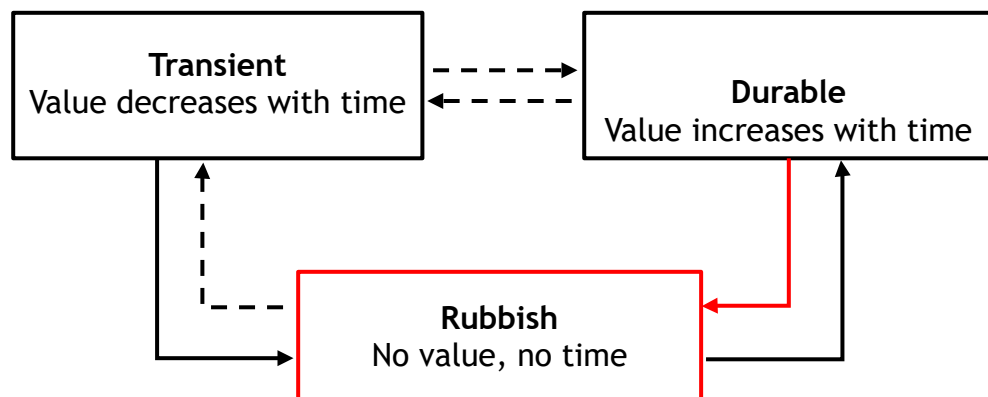 Transient
Value decreases with time
Durable
Value increases with time
Rubbish
No value, no time